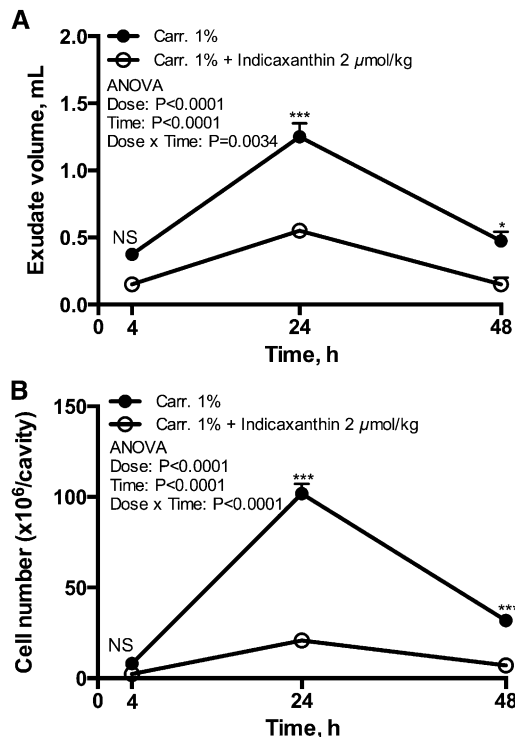 A
Carr. 1%
Carr. 1% + Indicaxanthin 2 µmol/kg
ANOVA
Dose: P<0.0001
Time: P<0.0001
Dose x Time: P=0.0034
Exudate volume, mL
2.0
1.5
1.0
0.5
0.0
NS
***
*
0 4 24 48
Time, h
B
Carr. 1%
Carr. 1% + Indicaxanthin 2 µmol/kg
ANOVA
Dose: P<0.0001
Time: P<0.0001
Dose x Time: P<0.0001
Cell number (x10⁶/cavity)
150
100
50
0
NS
***
***
0 4 24 48
Time, h